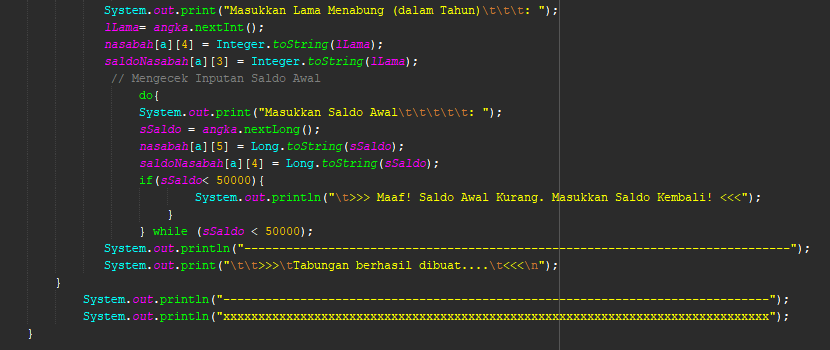 System.out.print("Masukkan Lama Menabung (dalam Tahun)\t\t\t: ");
lLama= angka.nextInt();
nasabah[a][4] = Integer.toString(lLama);
saldoNasabah[a][3] = Integer.toString(lLama);
// Mengecek Inputan Saldo Awal
do{
System.out.print("Masukkan Saldo Awal\t\t\t\t\t: ");
sSaldo = angka.nextLong();
nasabah[a][5] = Long.toString(sSaldo);
saldoNasabah[a][4] = Long.toString(sSaldo);
if(sSaldo< 50000){
System.out.println("\t>>> Maaf! Saldo Awal Kurang. Masukkan Saldo Kembali! <<<");
}
} while (sSaldo < 50000);
System.out.println("------------------------------------------------------------------------------");
System.out.print("\t\t>>>\tTabungan berhasil dibuat....\t<<<\n");
}
System.out.println("------------------------------------------------------------------------------");
System.out.println("xxxxxxxxxxxxxxxxxxxxxxxxxxxxxxxxxxxxxxxxxxxxxxxxxxxxxxxxxxxxxxxxxxxxxxxxxxxxxx");
}